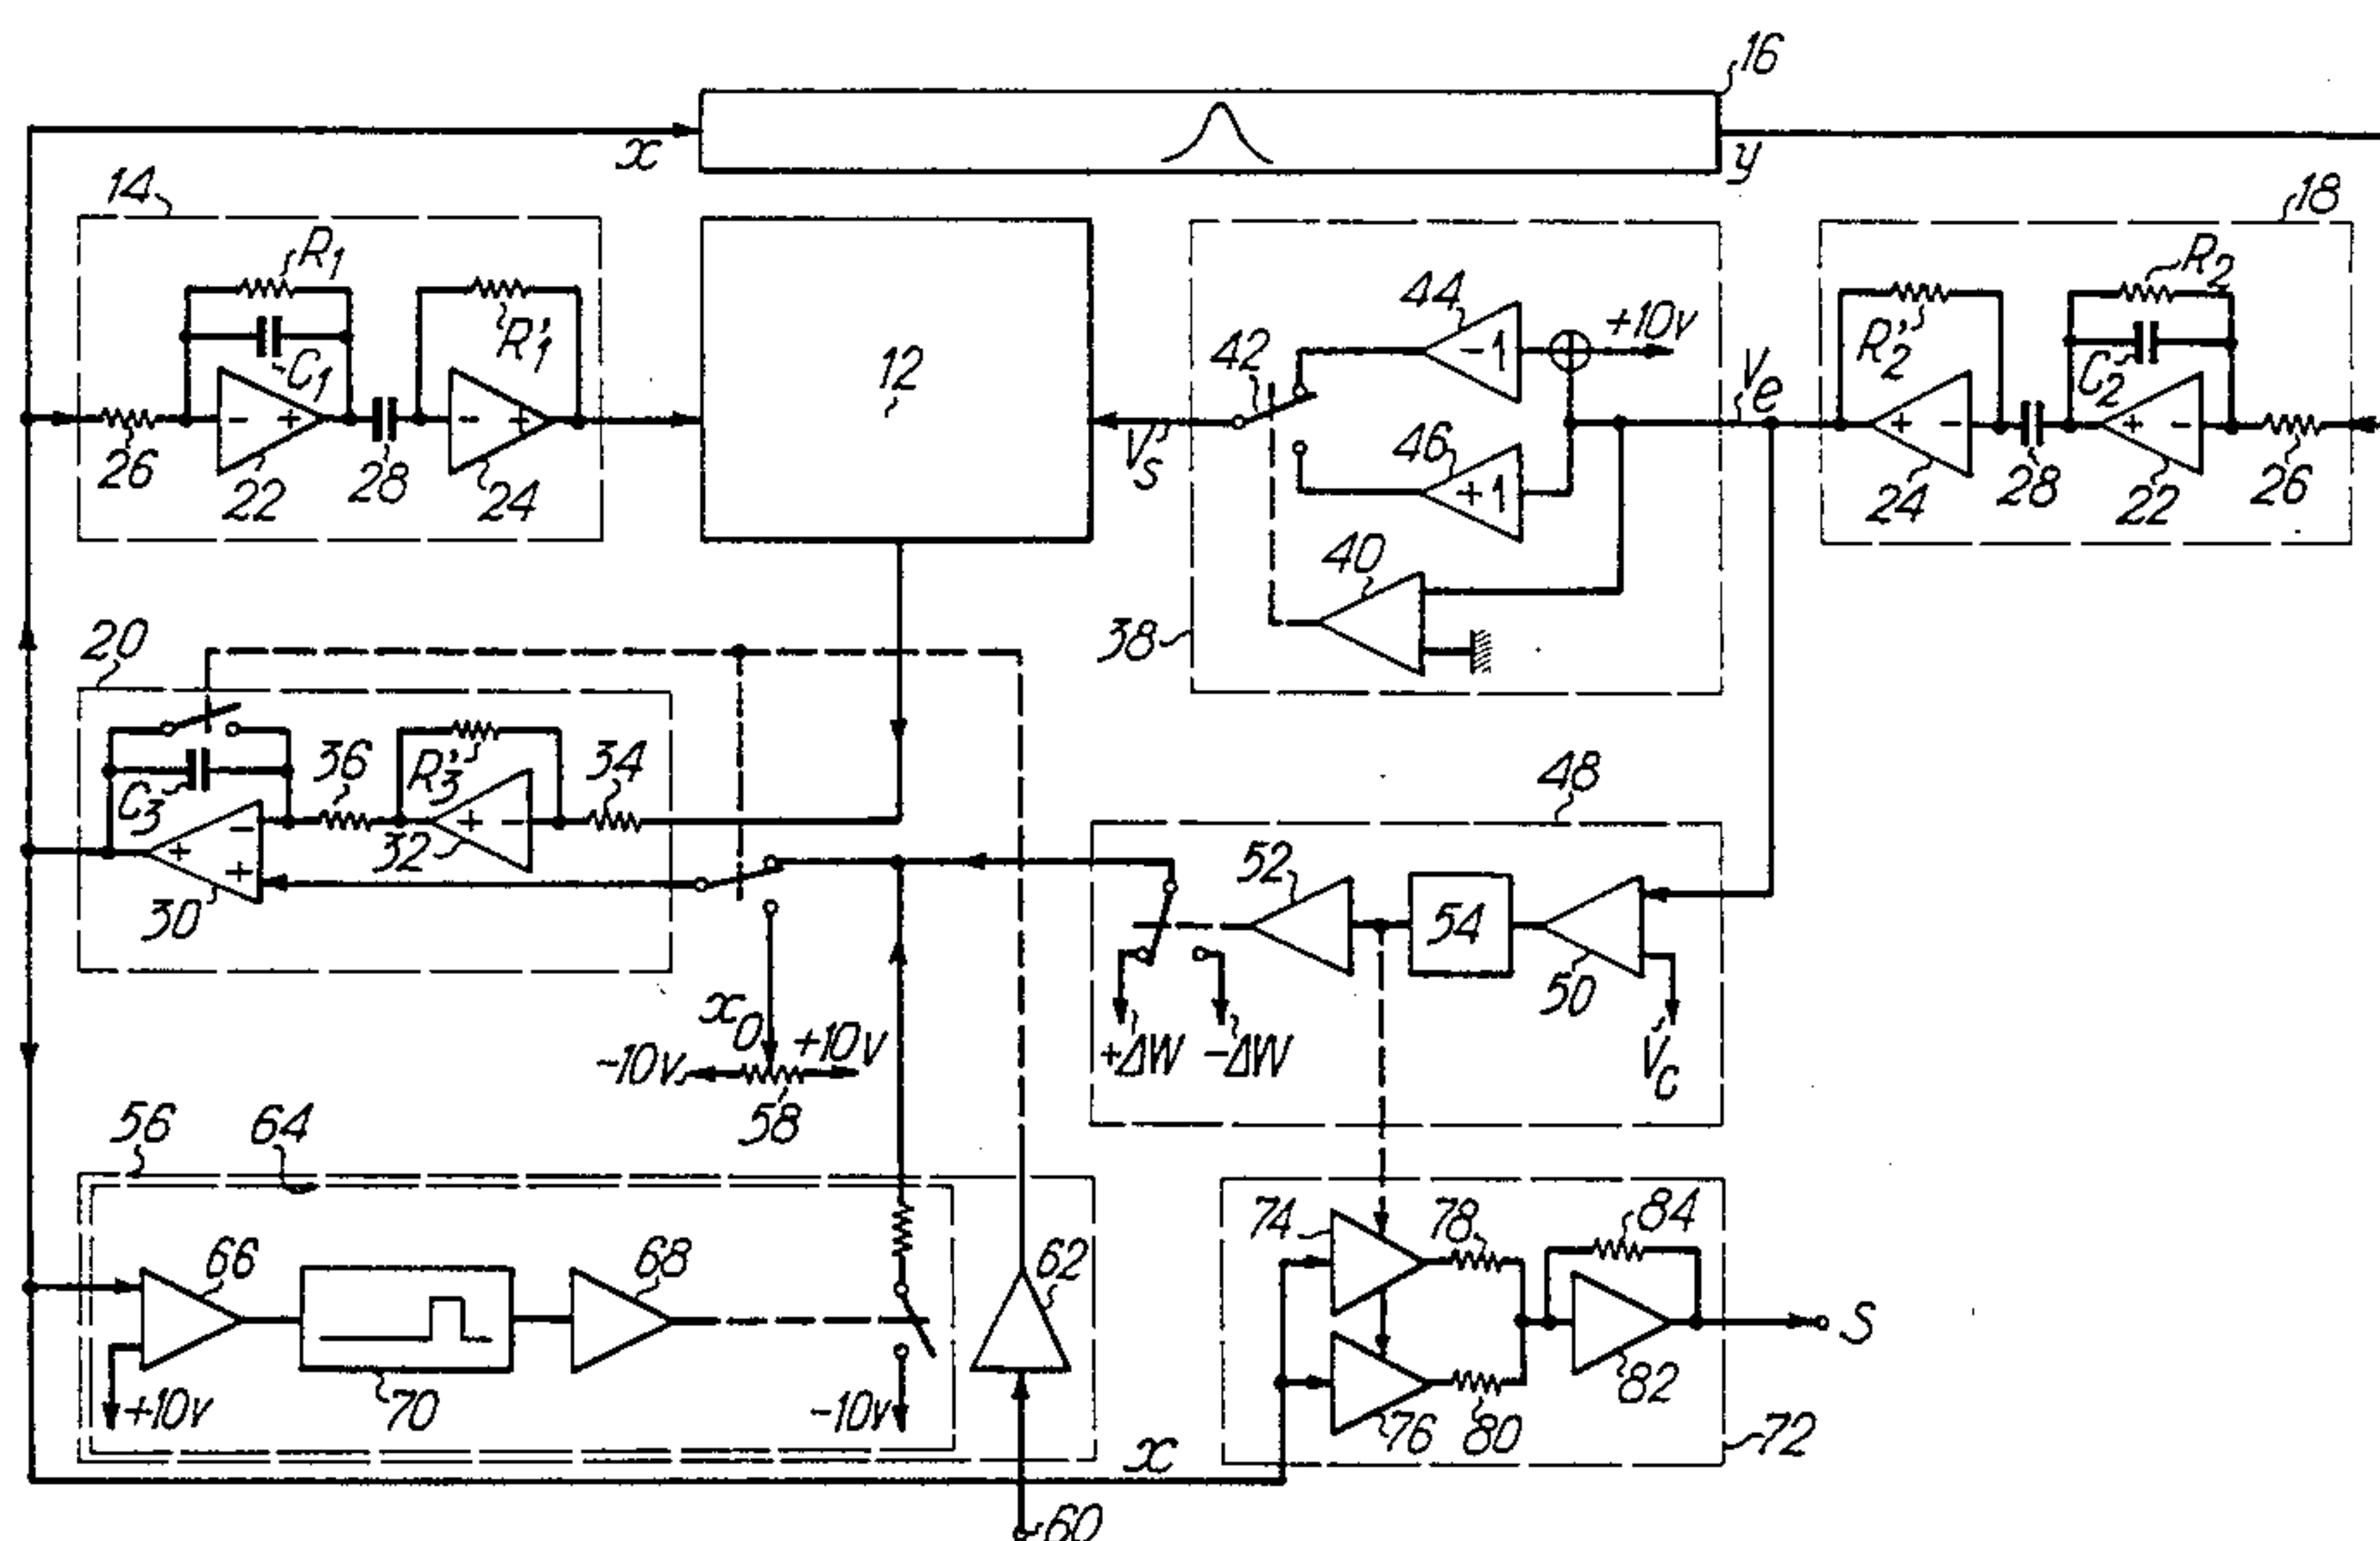 16
x
y
14
R1
C1
R'1
26
22
28
24
12
38
42
44
-1
+10v
46
+1
40
V's
Ve
18
R2
C2
R'2
24
28
22
26
- +
- +
+ -
+ -
20
C3
36
R'3
34
32
30
-
+
+
+ -
48
52
54
50
+ΔW
-ΔW
V'c
x0
-10v
+10v
58
56
64
66
68
62
70
+10v
-10v
74
78
84
76
80
82
S
72
x
60